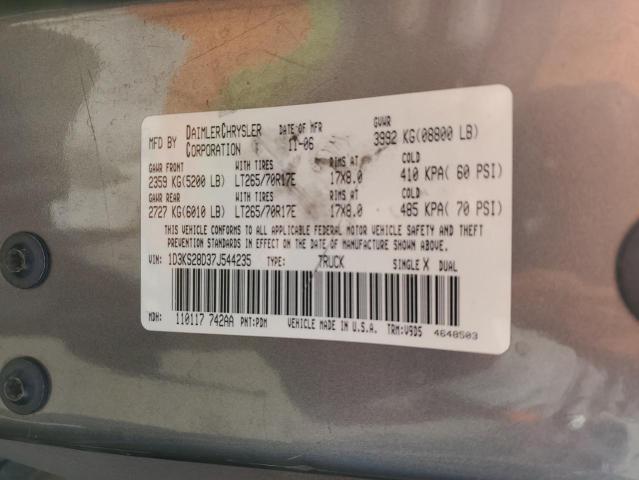 MFD BY DAIMLERCHRYSLER CORPORATION
DATE OF MFR 11-06
GVWR 3992 KG(08800 LB)
GAWR FRONT WITH TIRES RIMS AT COLD
2359 KG(5200 LB) LT265/70R17E 17X8.0 410 KPA( 60 PSI)
GAWR REAR WITH TIRES RIMS AT COLD
2727 KG(6010 LB) LT265/70R17E 17X8.0 485 KPA( 70 PSI)
THIS VEHICLE CONFORMS TO ALL APPLICABLE FEDERAL MOTOR VEHICLE SAFETY AND THEFT
PREVENTION STANDARDS IN EFFECT ON THE DATE OF MANUFACTURE SHOWN ABOVE.
VIN: 1D3KS28D37J544235 TYPE: TRUCK SINGLE X DUAL
MDH: 110117 742AA PNT:PDM VEHICLE MADE IN U.S.A. TRM:V9D5 4648503